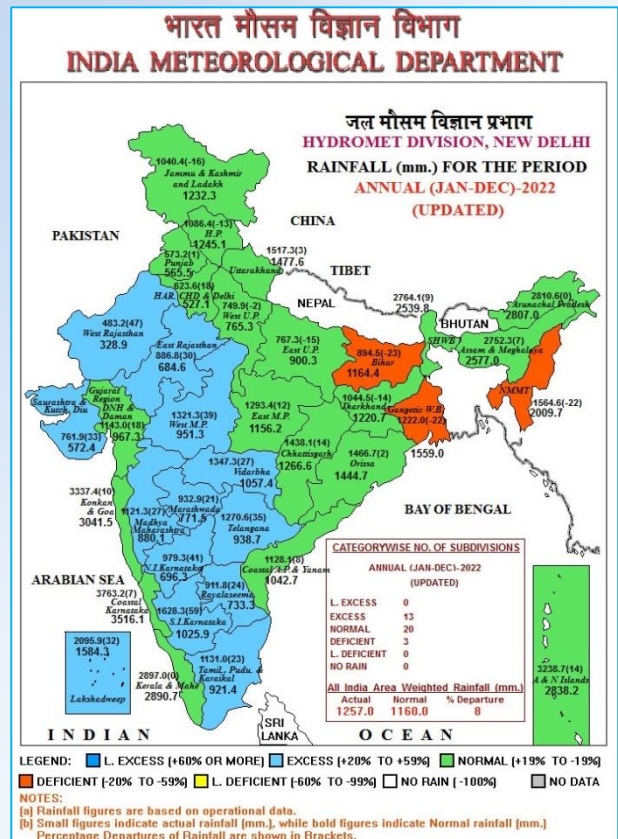 भारत मौसम विज्ञान विभाग
INDIA METEOROLOGICAL DEPARTMENT
जल मौसम विज्ञान प्रभाग
HYDROMET DIVISION, NEW DELHI
RAINFALL (mm.) FOR THE PERIOD
ANNUAL (JAN-DEC)-2022
(UPDATED)
1040.4(-16)
Jammu & Kashmir
and Ladakh
1232.3
CHINA
PAKISTAN
1086.4(-13)
H.P.
1245.1
573.2(1)
Punjab
565.5
1517.3(3)
1477.6
Uttarakhand
TIBET
623.6(18)
HAR. CHD & Delhi
527.1
749.9(-2)
West U.P.
765.3
NEPAL
2764.1(9)
2539.8
2810.6(0)
Arunachal Pradesh
2807.0
BHUTAN
483.2(47)
West Rajasthan
328.9
East Rajasthan
886.8(30)
684.6
767.3(-15)
East U.P.
900.3
894.5(-23)
Bihar
1164.4
SHWB
2752.3(7)
Assam & Meghalaya
2577.0
NMMT
1564.6(-22)
2009.7
Saurashtra &
Kutch, Diu
761.9(33)
572.4
Gujarat
Region
DNH &
Daman
1143.0(18)
967.3
1321.3(39)
West M.P.
951.3
1293.4(12)
East M.P.
1156.2
1044.5(-14)
Jharkhand
1220.7
Gangetic W.B.
1222.0(-22)
1559.0
1438.1(14)
Chhattisgarh
1266.6
1466.7(2)
Orissa
1444.7
1347.3(27)
Vidarbha
1057.4
3337.4(10)
Konkan
& Goa
3041.5
1121.3(27)
Madhya
Maharashtra
880.1
932.9(21)
Marathwada
771.5
1270.6(35)
Telangana
938.7
BAY OF BENGAL
979.3(41)
N.I.Karnataka
696.3
1128.1(8)
Coastal A.P. & Yanam
1042.7
ARABIAN SEA
3763.2(7)
Coastal
Karnataka
3516.1
911.8(24)
Rayalaseema
733.3
1628.3(59)
S.I.Karnataka
1025.9
2095.9(32)
1584.3
Lakshadweep
2897.0(0)
Kerala & Mahe
2890.7
1131.0(23)
Tamil, Pudu. &
Karaikal
921.4
3238.7(14)
A & N Islands
2838.2
CATEGORYWISE NO. OF SUBDIVISIONS
ANNUAL (JAN-DEC)-2022
(UPDATED)
L. EXCESS 0
EXCESS 13
NORMAL 20
DEFICIENT 3
L. DEFICIENT 0
NO RAIN 0
All India Area Weighted Rainfall (mm.)
Actual Normal % Departure
1257.0 1160.0 8
SRI
LANKA
INDIAN OCEAN
LEGEND: L. EXCESS (+60% OR MORE) EXCESS (+20% TO +59%) NORMAL (+19% TO -19%)
DEFICIENT (-20% TO -59%) L. DEFICIENT (-60% TO -99%) NO RAIN (-100%) NO DATA
NOTES:
(a) Rainfall figures are based on operational data.
(b) Small figures indicate actual rainfall (mm.), while bold figures indicate Normal rainfall (mm.)
Percentage Departures of Rainfall are shown in Brackets.